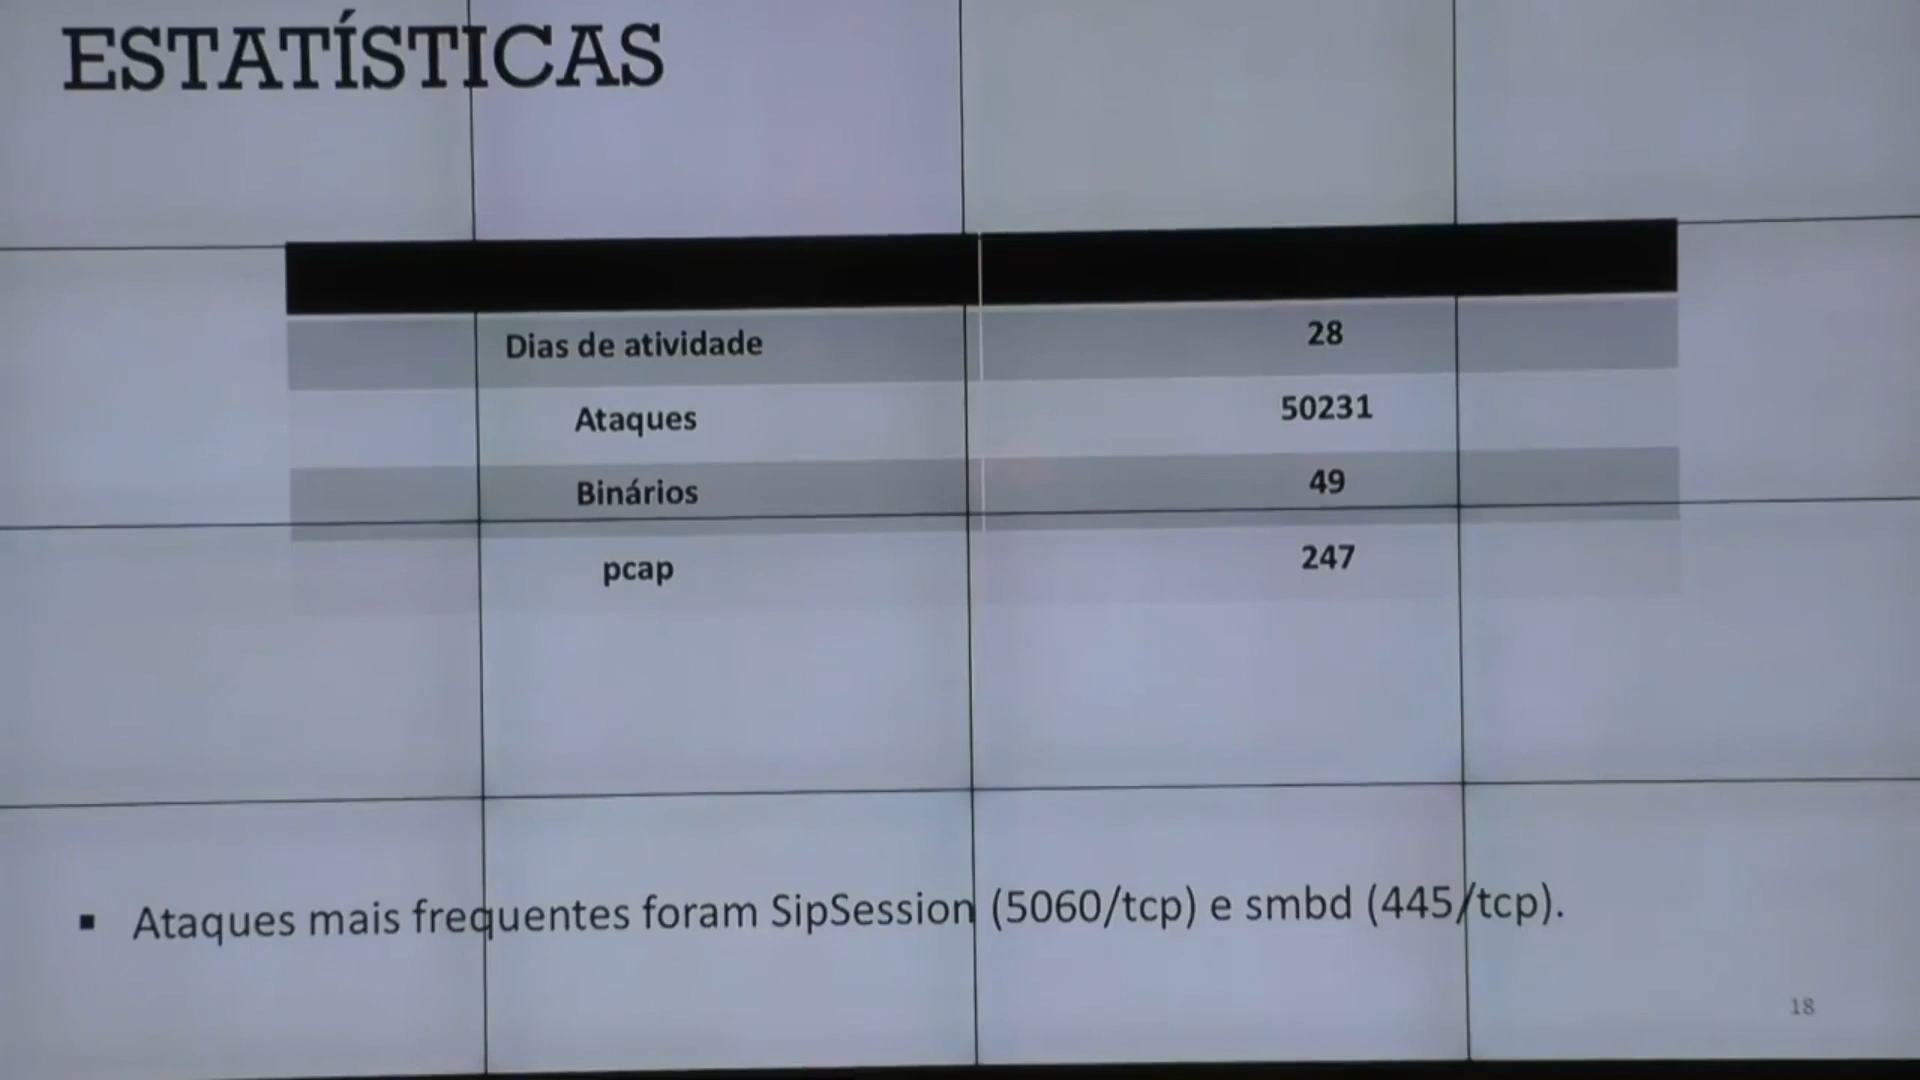 ESTATÍSTICAS
Dias de atividade 28
Ataques 50231
Binários 49
pcap 247
▪ Ataques mais frequentes foram SipSession (5060/tcp) e smbd (445/tcp).
18